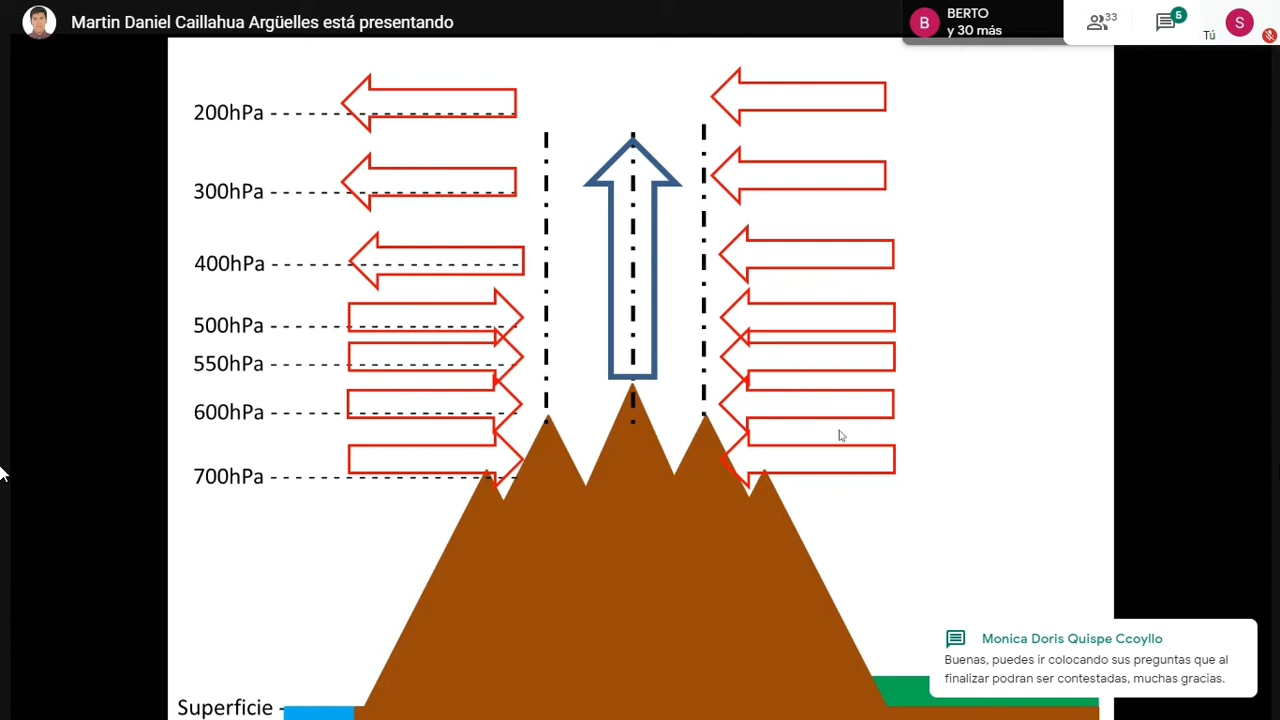 Martin Daniel Caillahua Argüelles está presentando
B
BERTO
y 30 más
33
5
Tú
S
200hPa
300hPa
400hPa
500hPa
550hPa
600hPa
700hPa
Superficie
Monica Doris Quispe Ccoyllo
Buenas, puedes ir colocando sus preguntas que al
finalizar podran ser contestadas, muchas gracias.